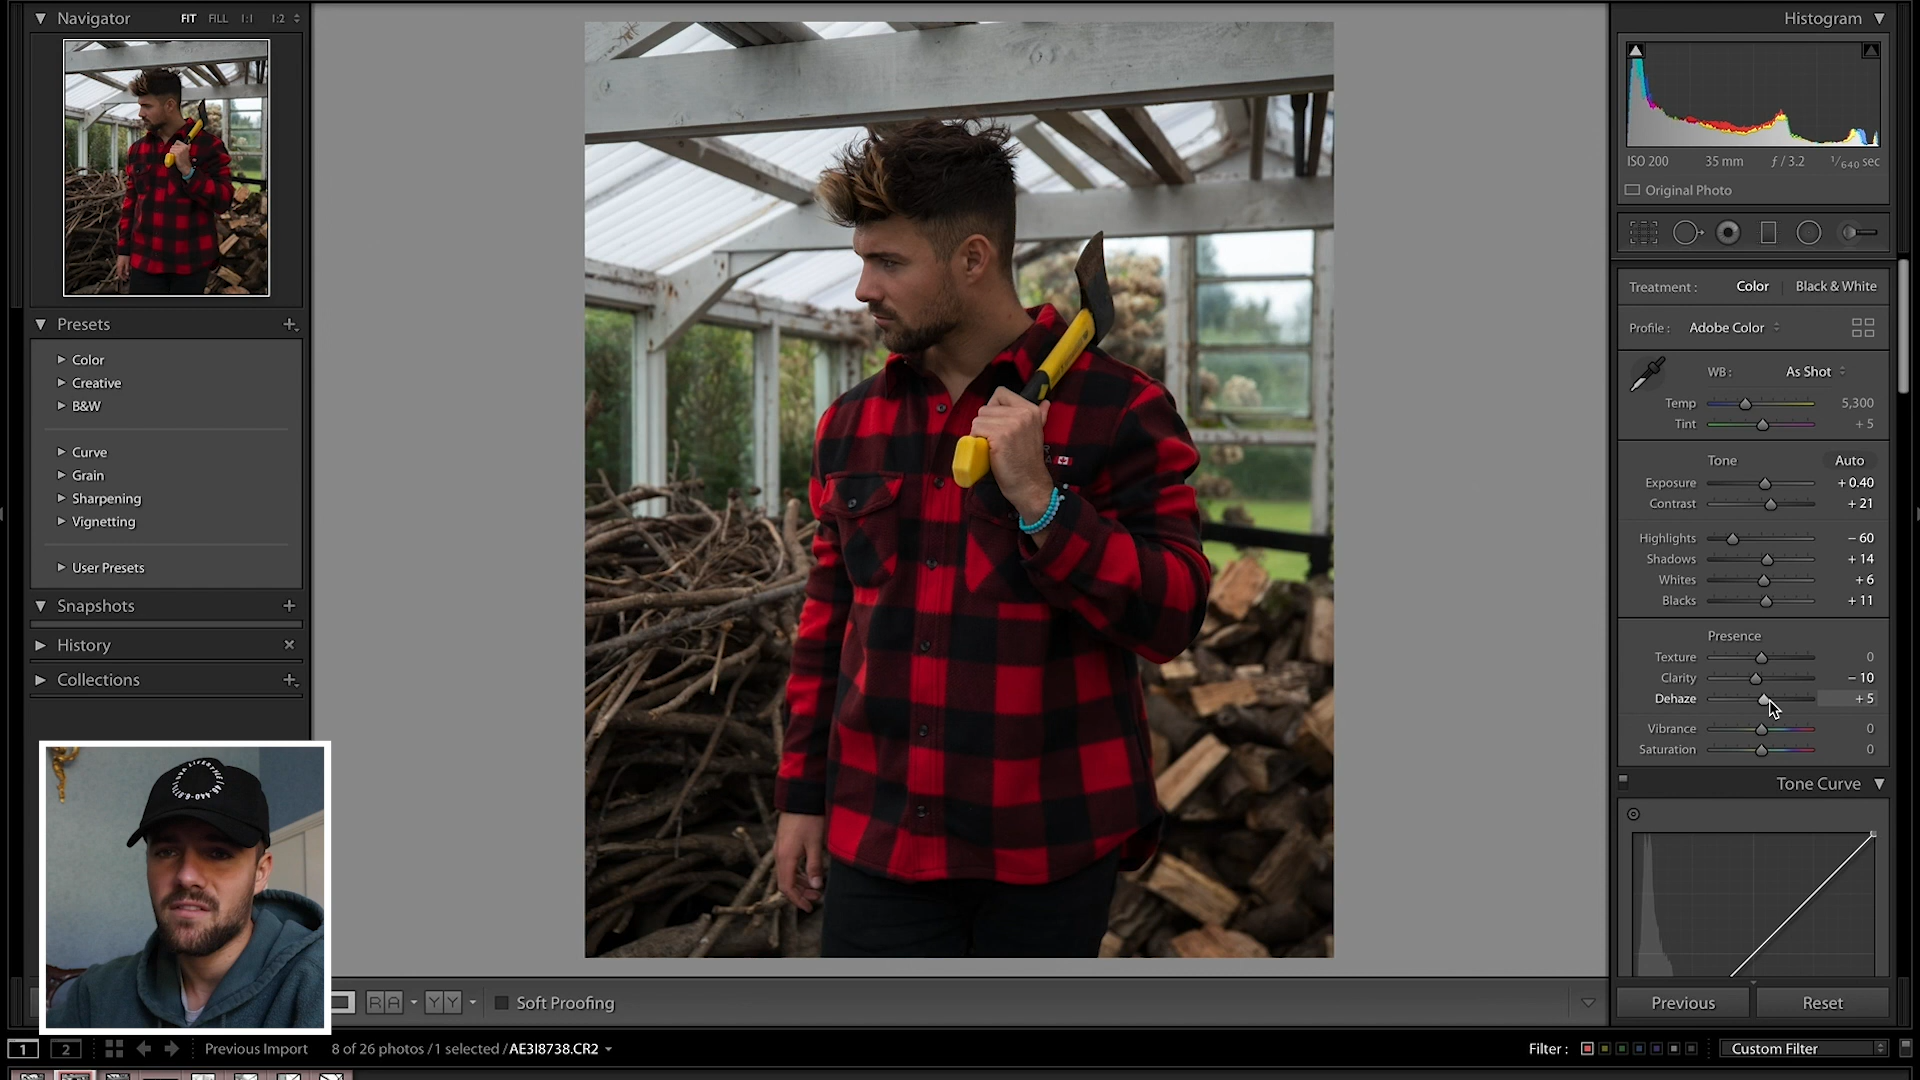 Navigator FIT FILL 1:1 1:2
Presets
Color
Creative
B&W
Curve
Grain
Sharpening
Vignetting
User Presets
Snapshots
History
Collections
Histogram
ISO 200 35 mm ƒ / 3.2 1/640 sec
Original Photo
Treatment : Color Black & White
Profile : Adobe Color
WB : As Shot
Temp 5,300
Tint + 5
Tone Auto
Exposure + 0.40
Contrast + 21
Highlights − 60
Shadows + 14
Whites + 6
Blacks + 11
Presence
Texture 0
Clarity − 10
Dehaze + 5
Vibrance 0
Saturation 0
Tone Curve
Previous Reset
R A Y Y Soft Proofing
1 2 Previous Import 8 of 26 photos / 1 selected / AE3I8738.CR2
Filter : Custom Filter